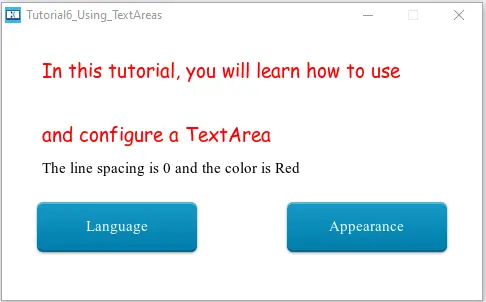 Tutorial6_Using_TextAreas
In this tutorial, you will learn how to use
and configure a TextArea
The line spacing is 0 and the color is Red
Language
Appearance